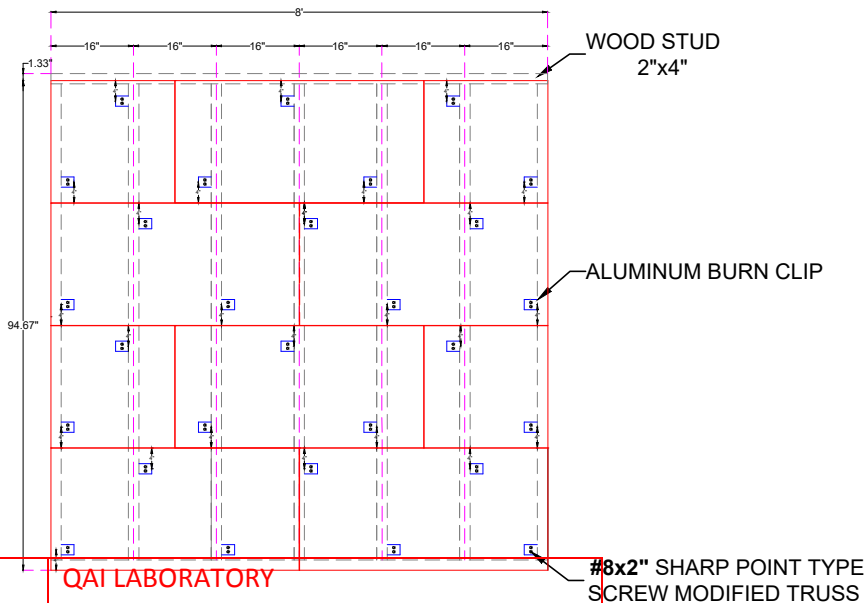 8'
16" 16" 16" 16" 16" 16"
WOOD STUD
2"x4"
1.33"
ALUMINUM BURN CLIP
94.67"
#8x2" SHARP POINT TYPE
SCREW MODIFIED TRUSS
QAI LABORATORY